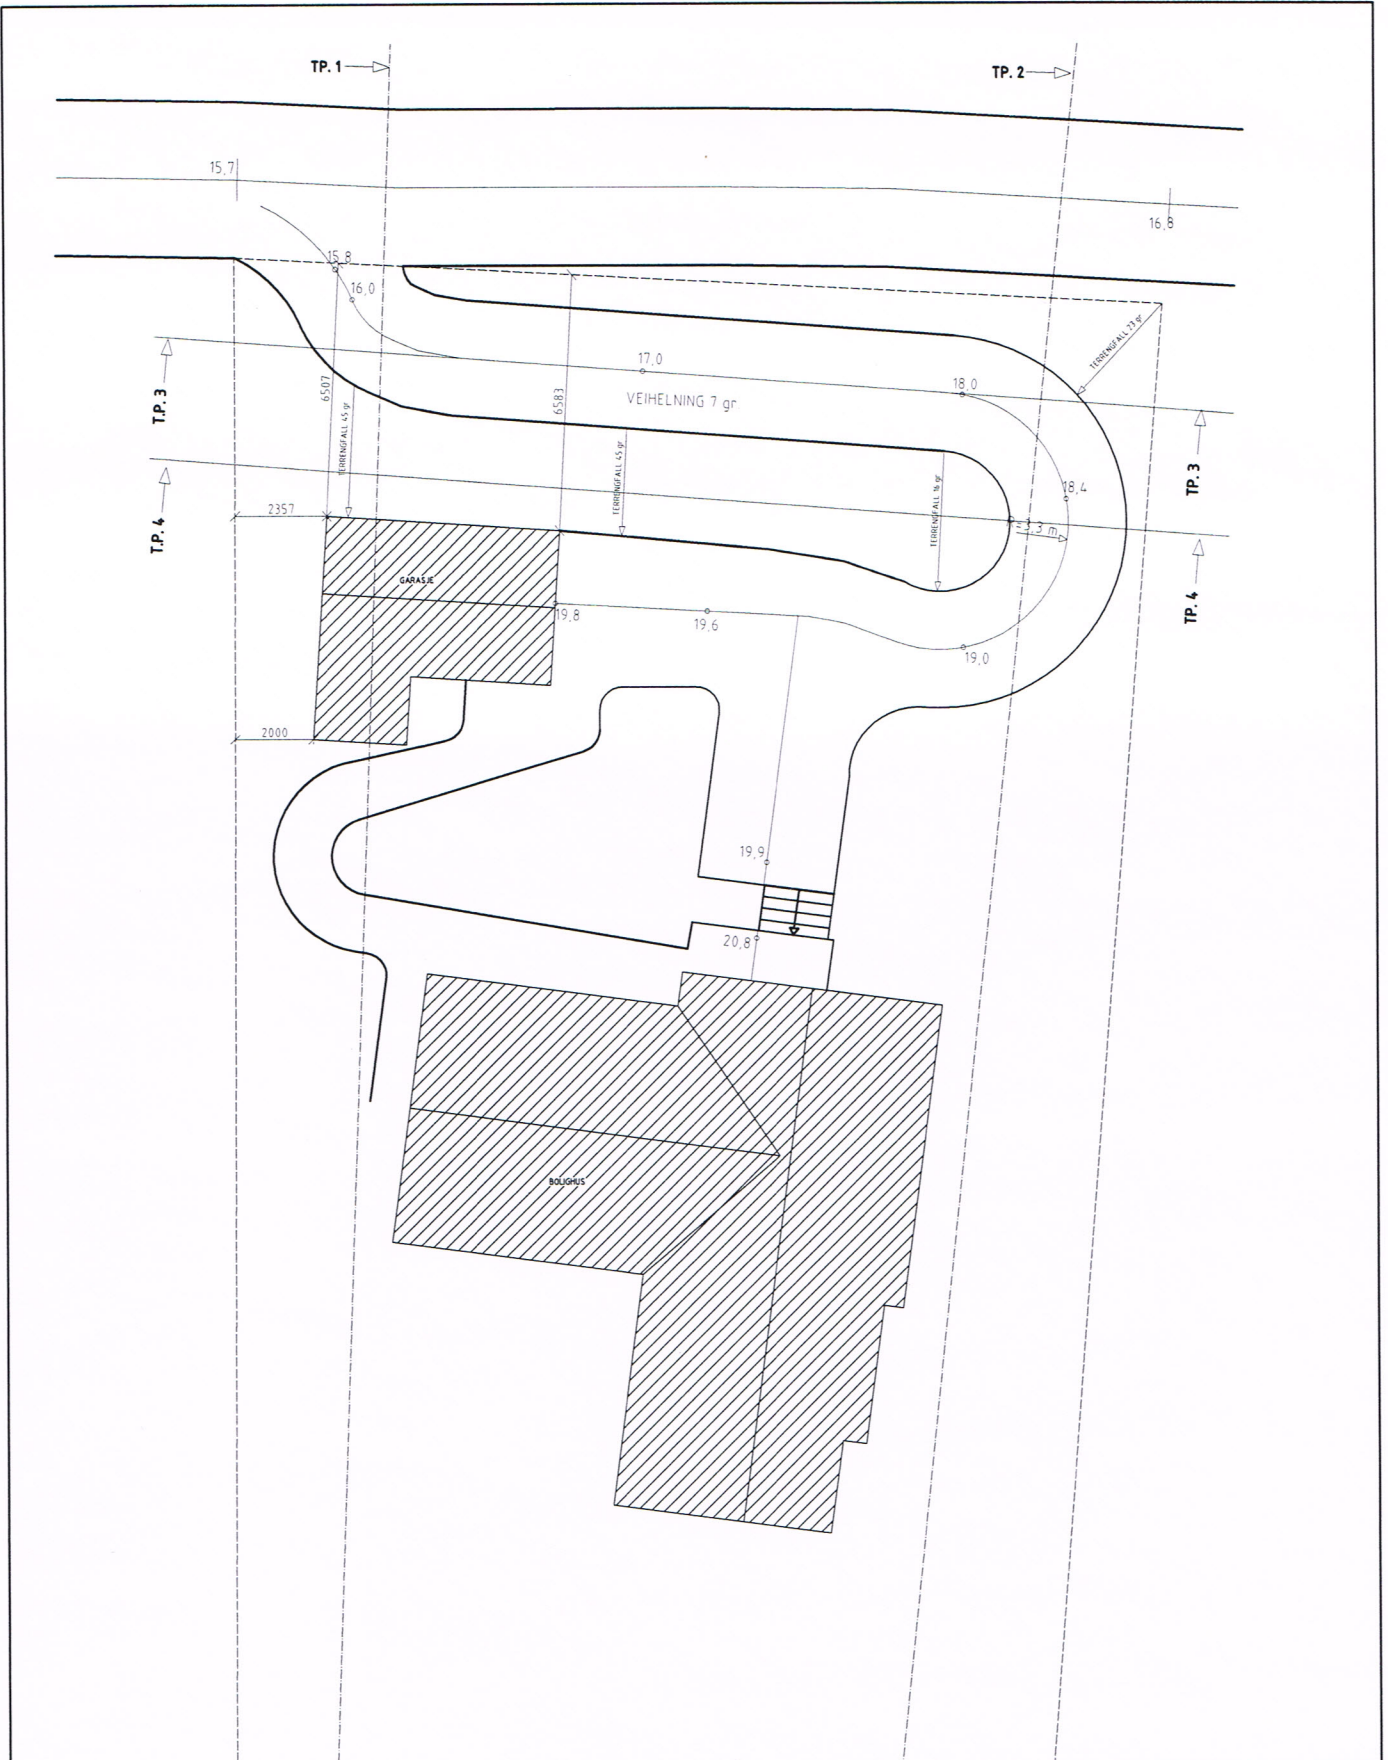 TP. 1
TP. 2
15,7
16,8
15,8
16,0
TERRENGFALL 23 gr
17,0
18,0
T.P. 3
6507
6583
VEIHELNING 7 gr.
TERRENGFALL 45 gr
TERRENGFALL 45 gr
TERRENGFALL 16 gr
T.P. 3
18,4
T.P. 4
2357
3,3 m
GARASJE
19,8
19,6
T.P. 4
19,0
2000
19,9
20,8
BOLIGHUS